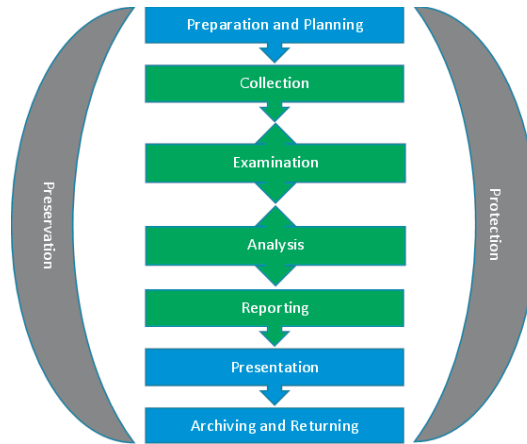 Preparation and Planning
Collection
Examination
Preservation
Protection
Analysis
Reporting
Presentation
Archiving and Returning